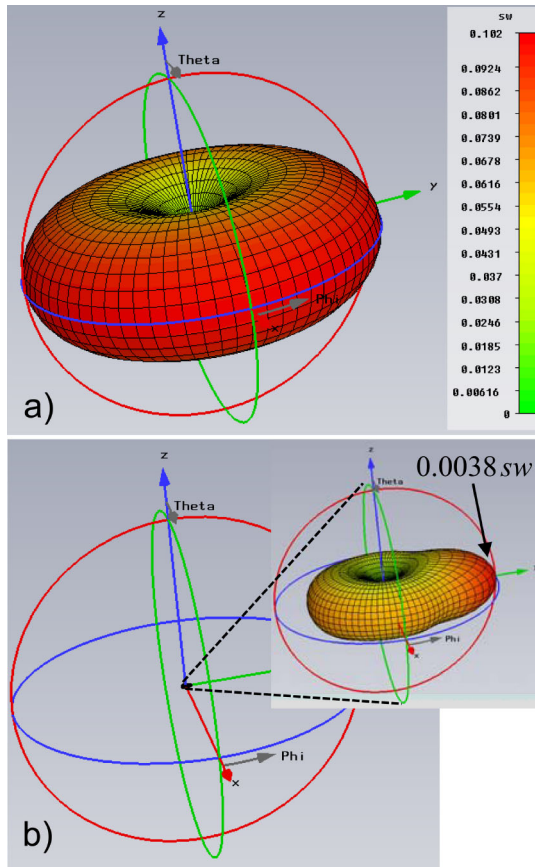 z
sw
Theta
y
Phi
x
a)
0.102
0.0924
0.0862
0.0801
0.0739
0.0678
0.0616
0.0554
0.0493
0.0431
0.037
0.0308
0.0246
0.0185
0.0123
0.00616
0
z
Theta
Phi
x
b)
z
0.0038 sw
Theta
Phi
x